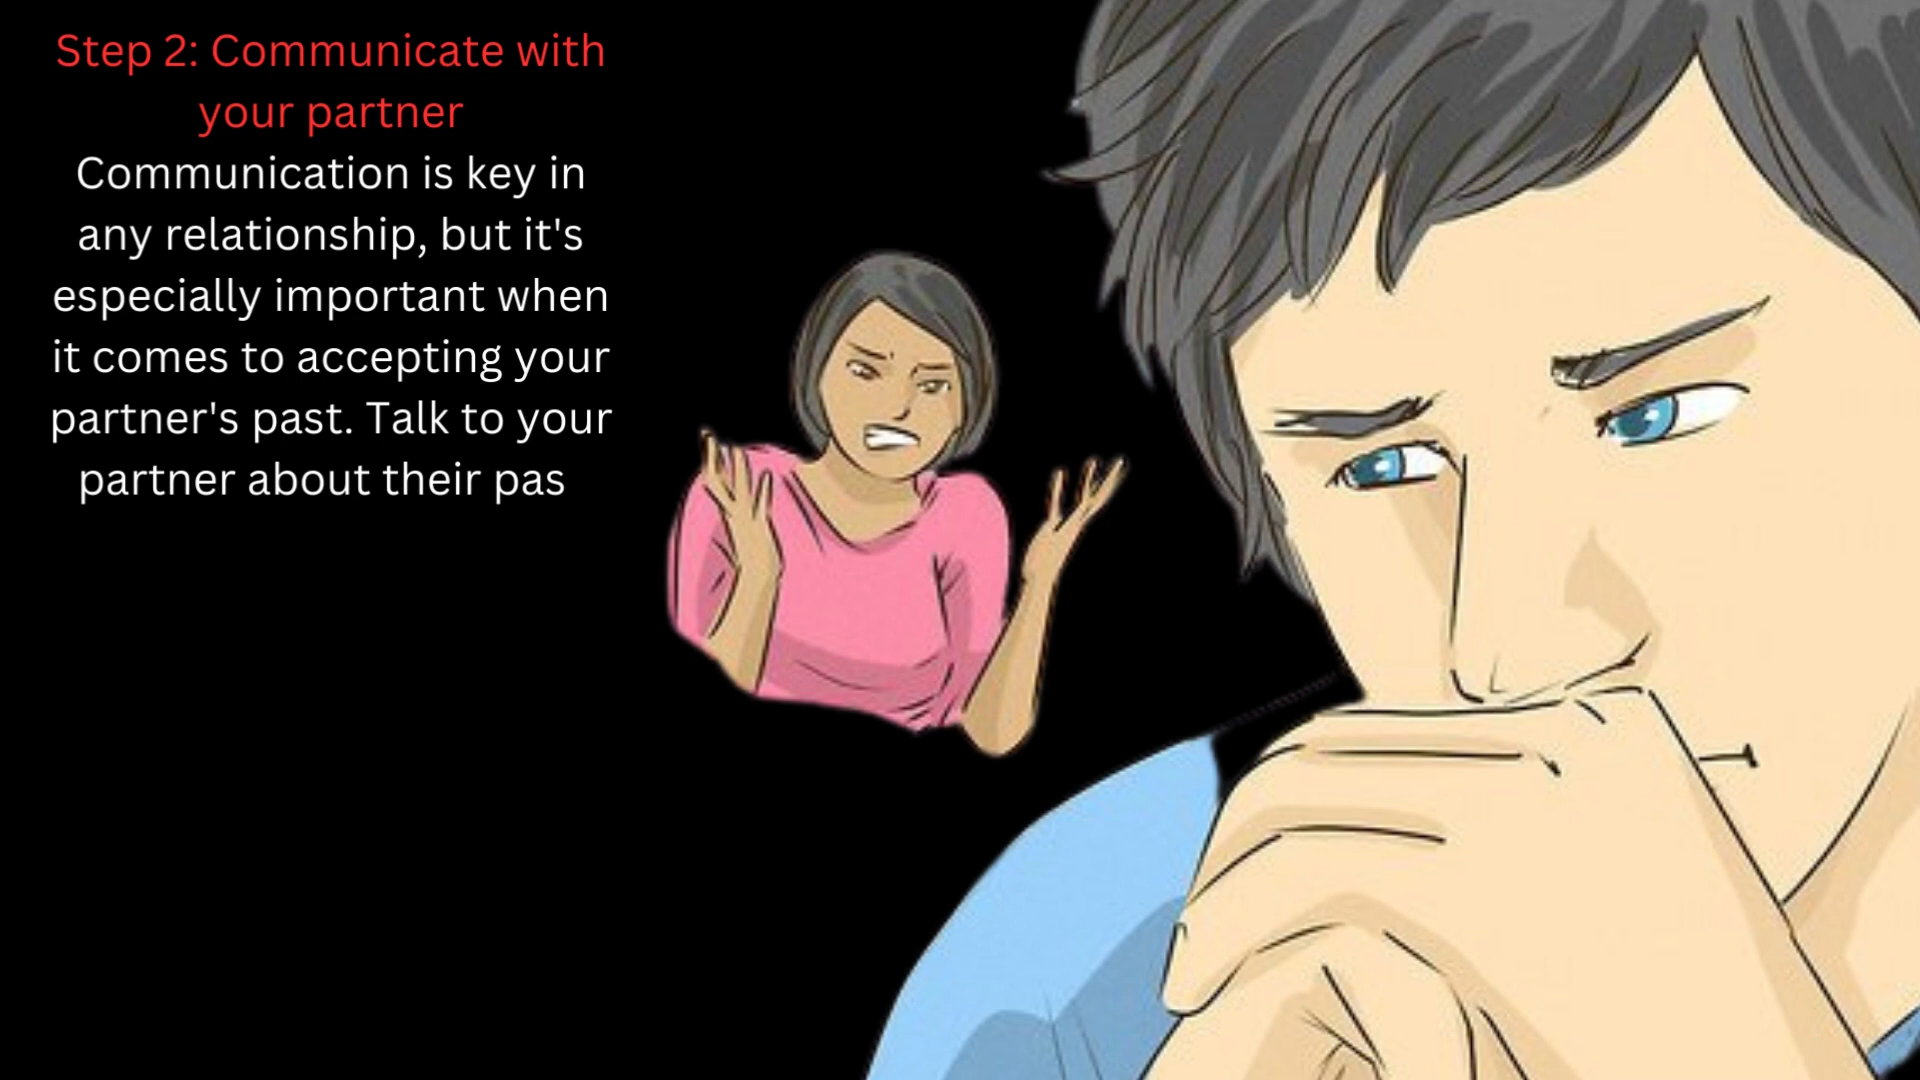 Step 2: Communicate with
your partner
Communication is key in
any relationship, but it's
especially important when
it comes to accepting your
partner's past. Talk to your
partner about their pas